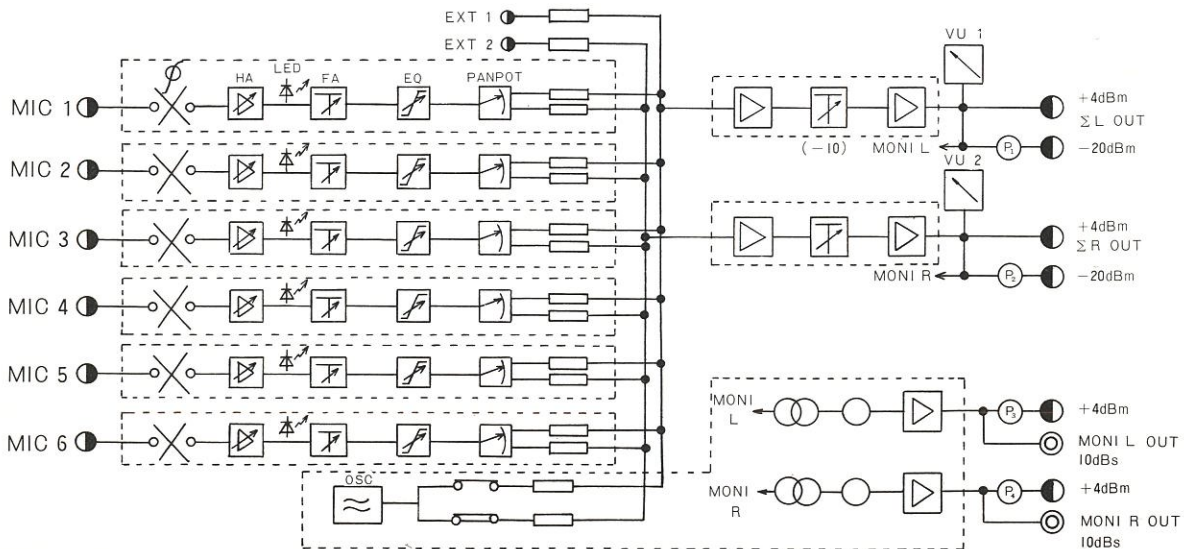 EXT 1
EXT 2
VU 1
HA LED FA EQ PANPOT
MIC 1
+4dBm
ΣL OUT
(−10) MONI L P₁ −20dBm
MIC 2
VU 2
MIC 3
+4dBm
ΣR OUT
MONI R P₂ −20dBm
MIC 4
MIC 5
MONI L P₃ +4dBm
MONI L OUT
10dBs
MIC 6
OSC
MONI R P₄ +4dBm
MONI R OUT
10dBs